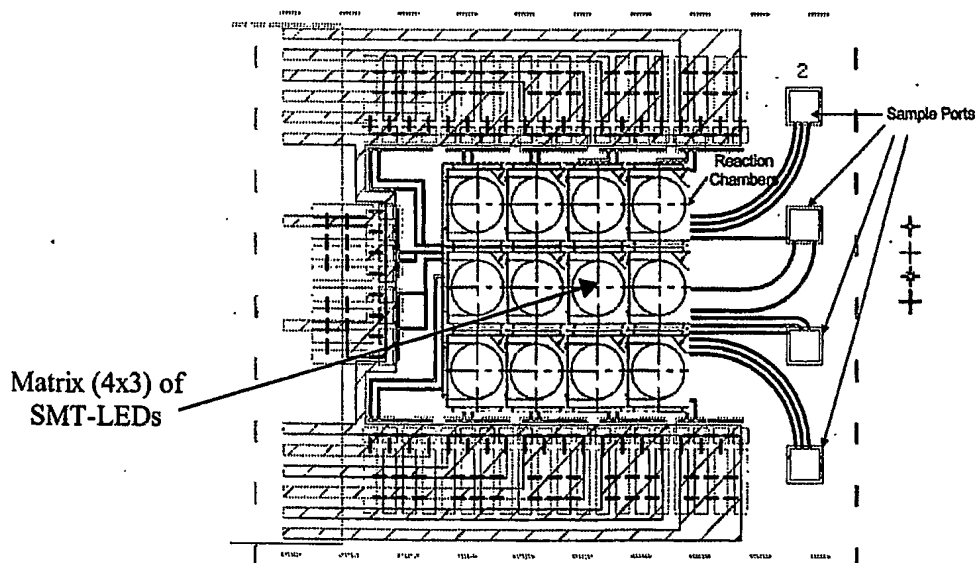 2
Sample Ports
Reaction
Chambers
Matrix (4x3) of
SMT-LEDs